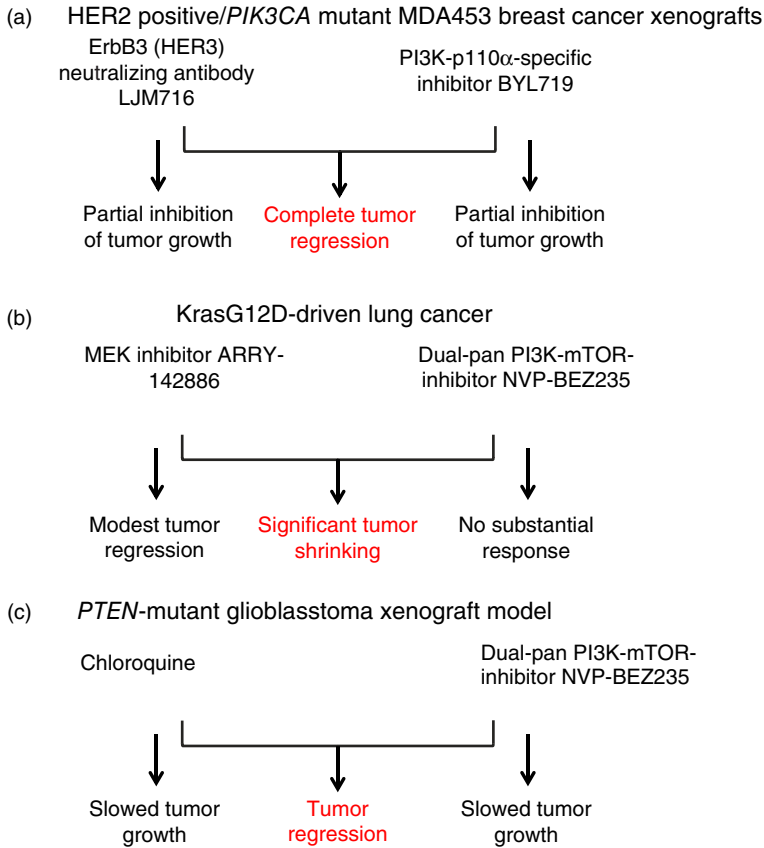 (a) HER2 positive/PIK3CA mutant MDA453 breast cancer xenografts
ErbB3 (HER3)
neutralizing antibody
LJM716
PI3K-p110α-specific
inhibitor BYL719
Partial inhibition
of tumor growth
Complete tumor
regression
Partial inhibition
of tumor growth
(b) KrasG12D-driven lung cancer
MEK inhibitor ARRY-
142886
Dual-pan PI3K-mTOR-
inhibitor NVP-BEZ235
Modest tumor
regression
Significant tumor
shrinking
No substantial
response
(c) PTEN-mutant glioblasstoma xenograft model
Chloroquine
Dual-pan PI3K-mTOR-
inhibitor NVP-BEZ235
Slowed tumor
growth
Tumor
regression
Slowed tumor
growth